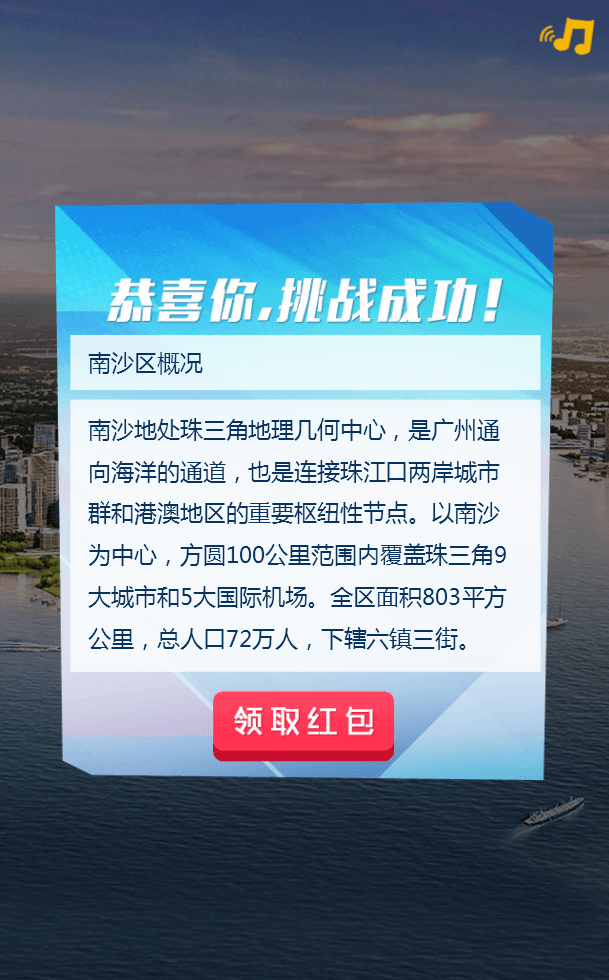 恭喜你,挑战成功!
南沙区概况
南沙地处珠三角地理几何中心，是广州通
向海洋的通道，也是连接珠江口两岸城市
群和港澳地区的重要枢纽性节点。以南沙
为中心，方圆100公里范围内覆盖珠三角9
大城市和5大国际机场。全区面积803平方
公里，总人口72万人，下辖六镇三街。
领取红包